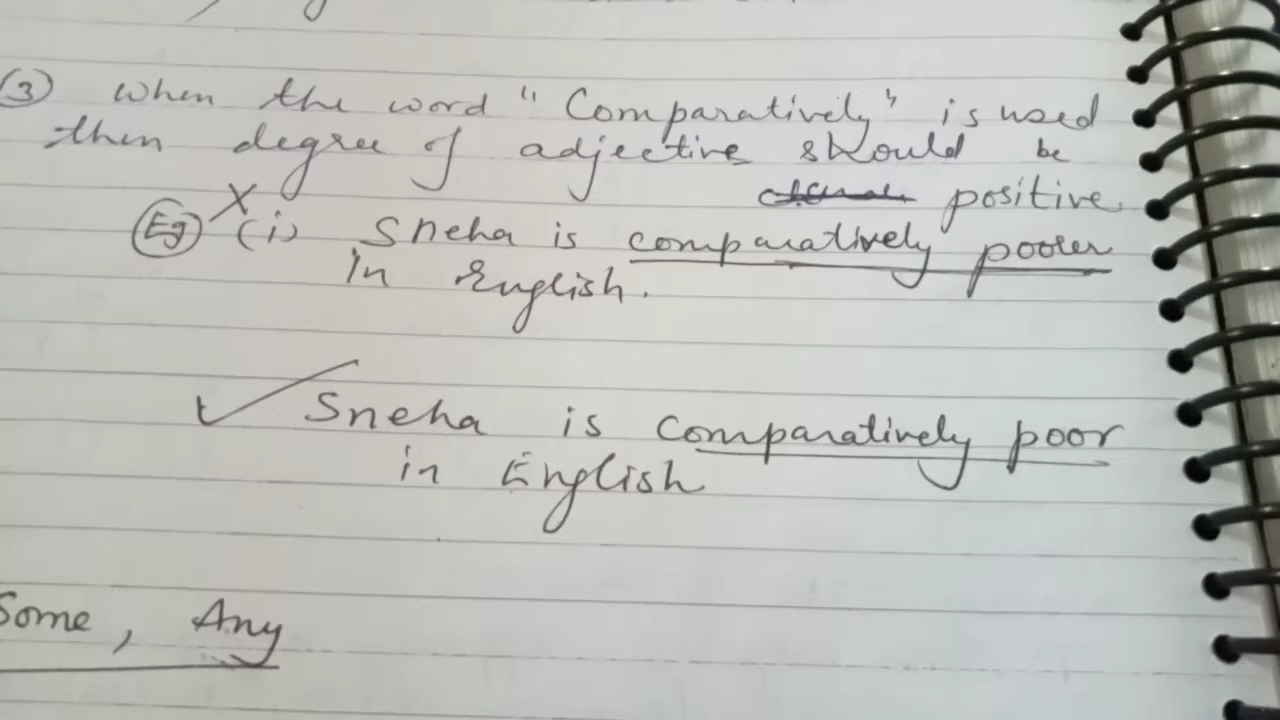 (3) When the word "Comparatively" is used
then degree of adjective should be
positive.
Eg X (i) Sneha is comparatively poorer
in English.
✓ Sneha is comparatively poor
in English
Some, Any